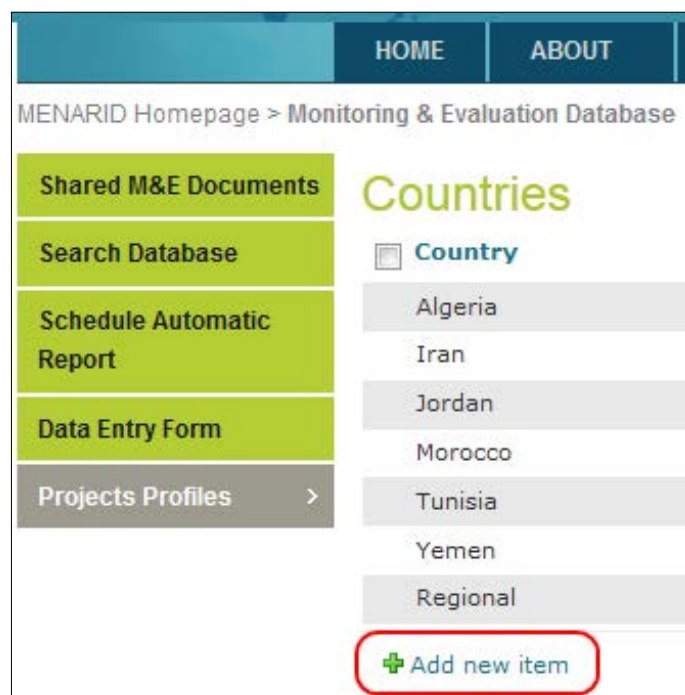 HOME ABOUT
MENARID Homepage > Monitoring & Evaluation Database
Shared M&E Documents
Search Database
Schedule Automatic
Report
Data Entry Form
Projects Profiles >
Countries
Country
Algeria
Iran
Jordan
Morocco
Tunisia
Yemen
Regional
Add new item